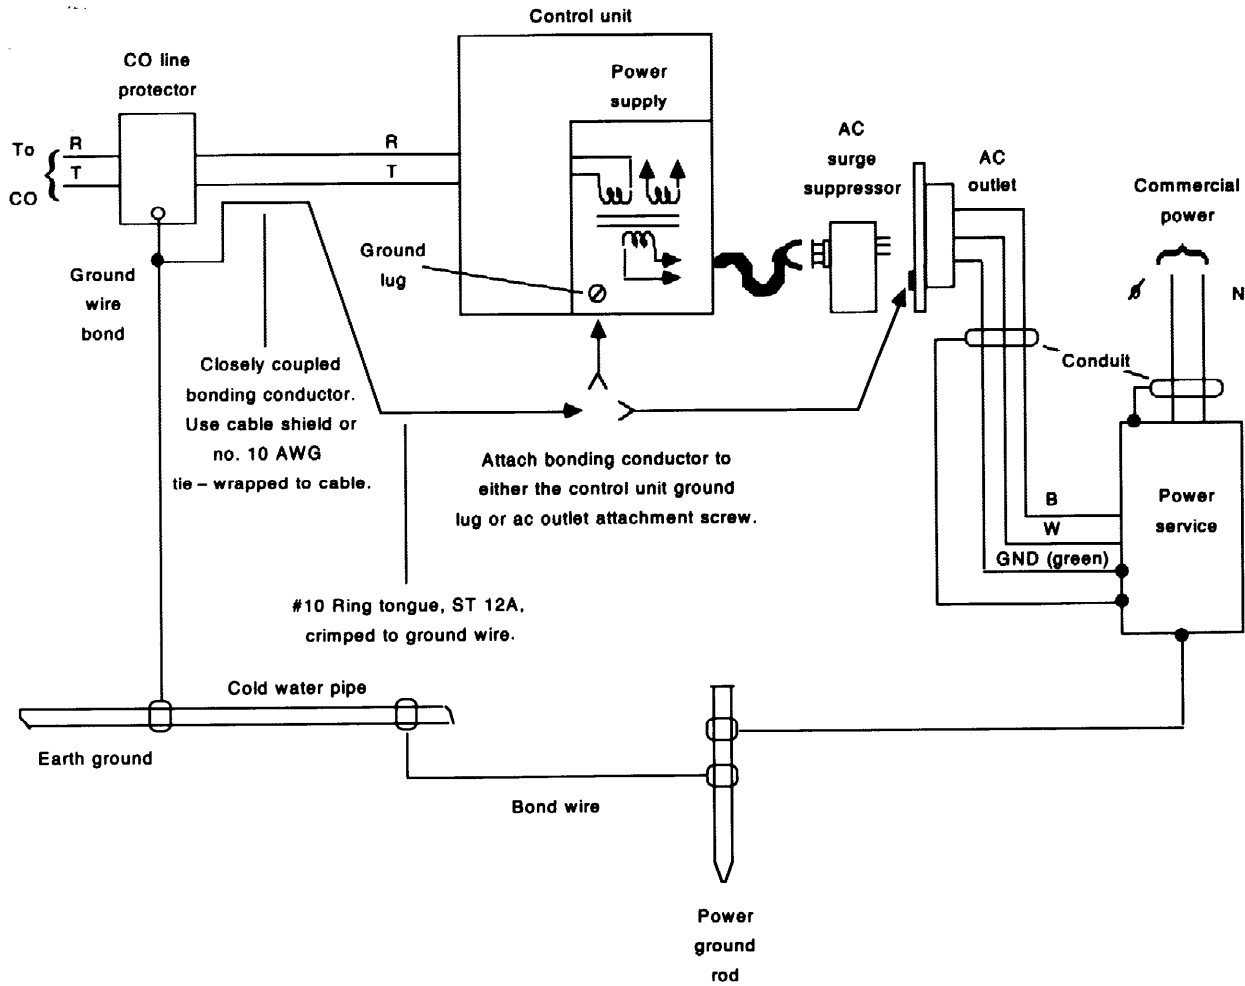 Control unit
CO line
protector
Power
supply
To
CO
R
T
R
T
AC
surge
suppressor
AC
outlet
Commercial
power
Ground
lug
Ground
wire
bond
ø
N
Conduit
Closely coupled
bonding conductor.
Use cable shield or
no. 10 AWG
tie – wrapped to cable.
Attach bonding conductor to
either the control unit ground
lug or ac outlet attachment screw.
B
W
GND (green)
Power
service
#10 Ring tongue, ST 12A,
crimped to ground wire.
Cold water pipe
Earth ground
Bond wire
Power
ground
rod